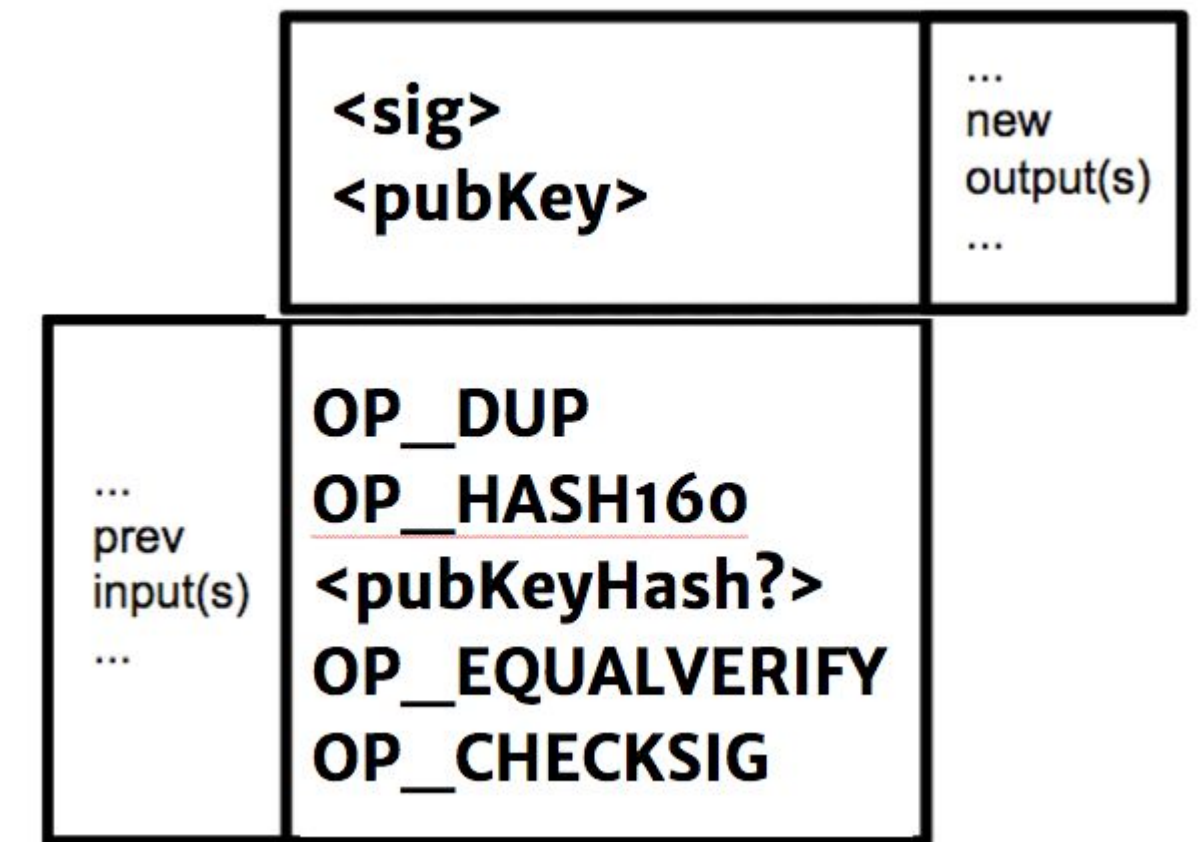 <sig>
<pubKey>
...
new
output(s)
...
...
prev
input(s)
...
OP_DUP
OP_HASH160
<pubKeyHash?>
OP_EQUALVERIFY
OP_CHECKSIG